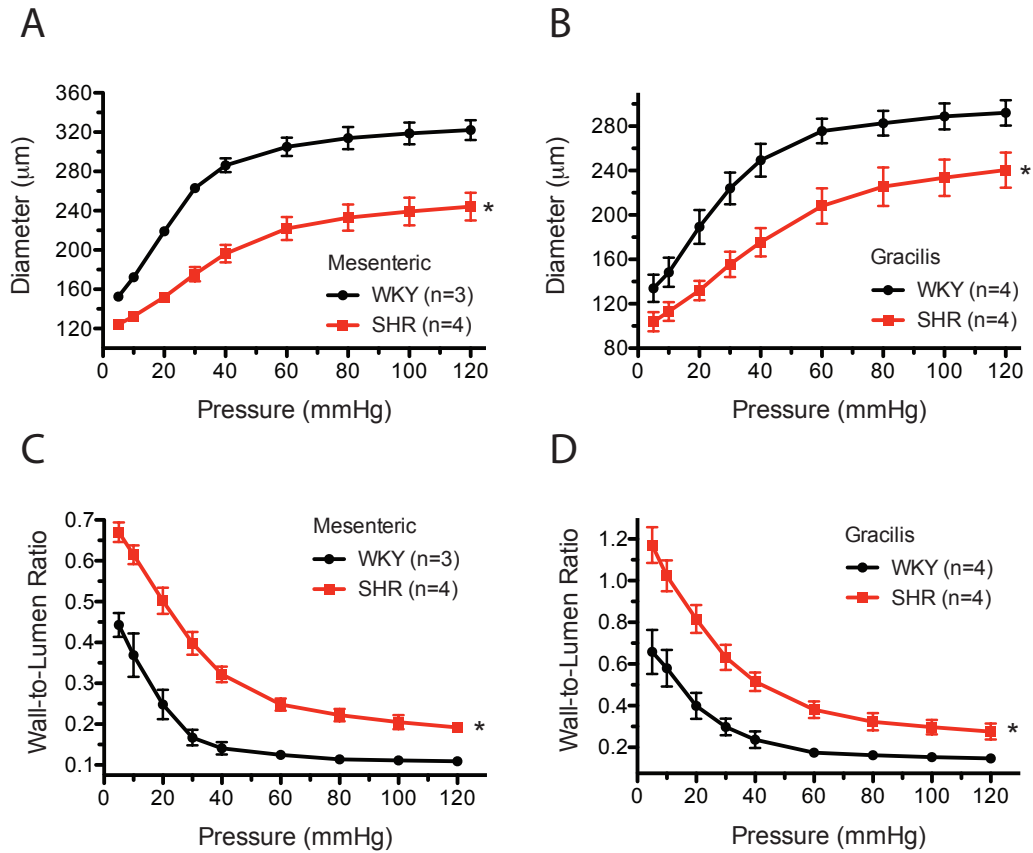 A
360
320
280
240
200
160
120
Diameter (μm)
Mesenteric
WKY (n=3)
SHR (n=4)
*
0 20 40 60 80 100 120
Pressure (mmHg)
B
280
240
200
160
120
80
Diameter (μm)
Gracilis
WKY (n=4)
SHR (n=4)
*
0 20 40 60 80 100 120
Pressure (mmHg)
C
0.7
0.6
0.5
0.4
0.3
0.2
0.1
Wall-to-Lumen Ratio
Mesenteric
WKY (n=3)
SHR (n=4)
*
0 20 40 60 80 100 120
Pressure (mmHg)
D
1.2
1.0
0.8
0.6
0.4
0.2
Wall-to-Lumen Ratio
Gracilis
WKY (n=4)
SHR (n=4)
*
0 20 40 60 80 100 120
Pressure (mmHg)